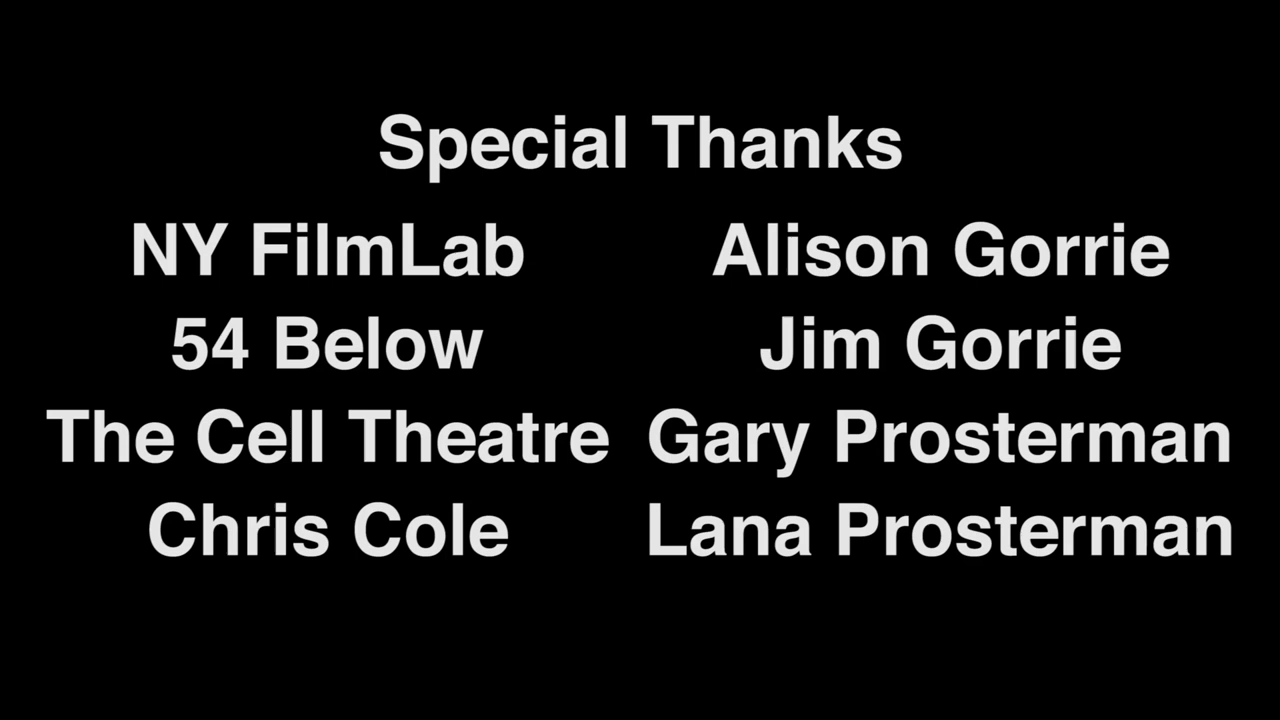 Special Thanks
NY FilmLab
54 Below
The Cell Theatre
Chris Cole
Alison Gorrie
Jim Gorrie
Gary Prosterman
Lana Prosterman